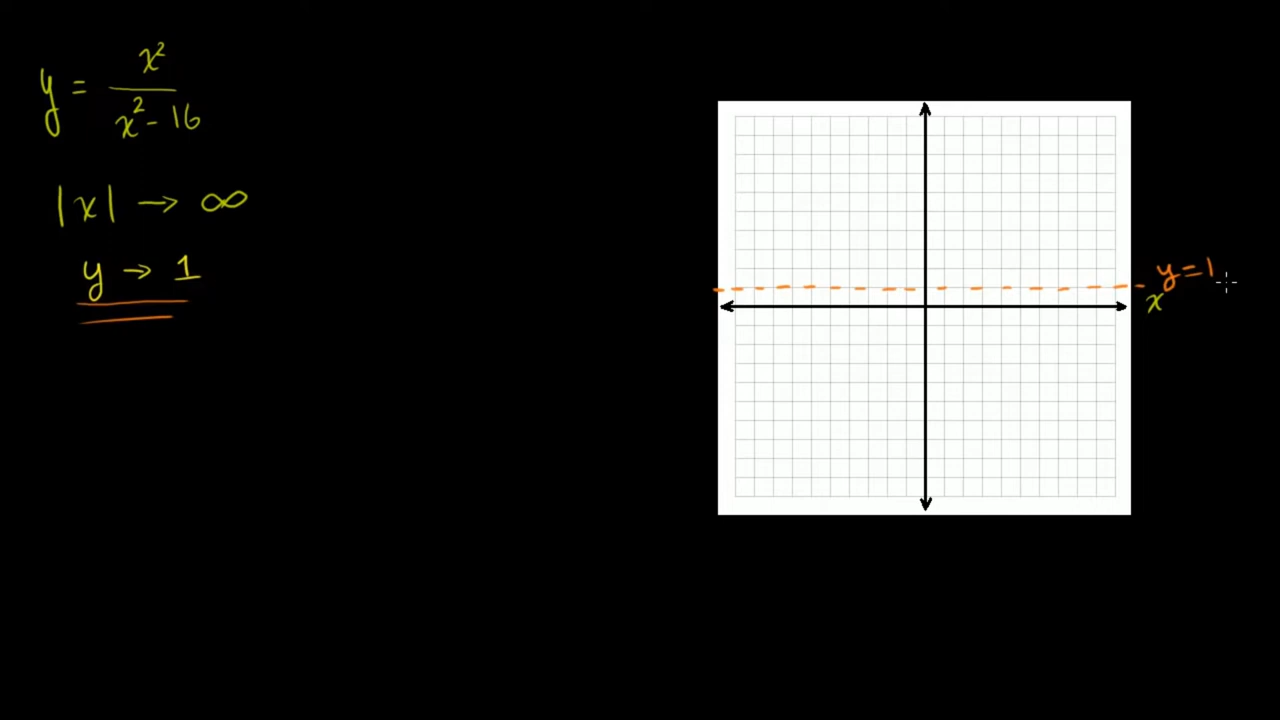 y = x² / (x² - 16)
|x| → ∞
y → 1
y = 1
x